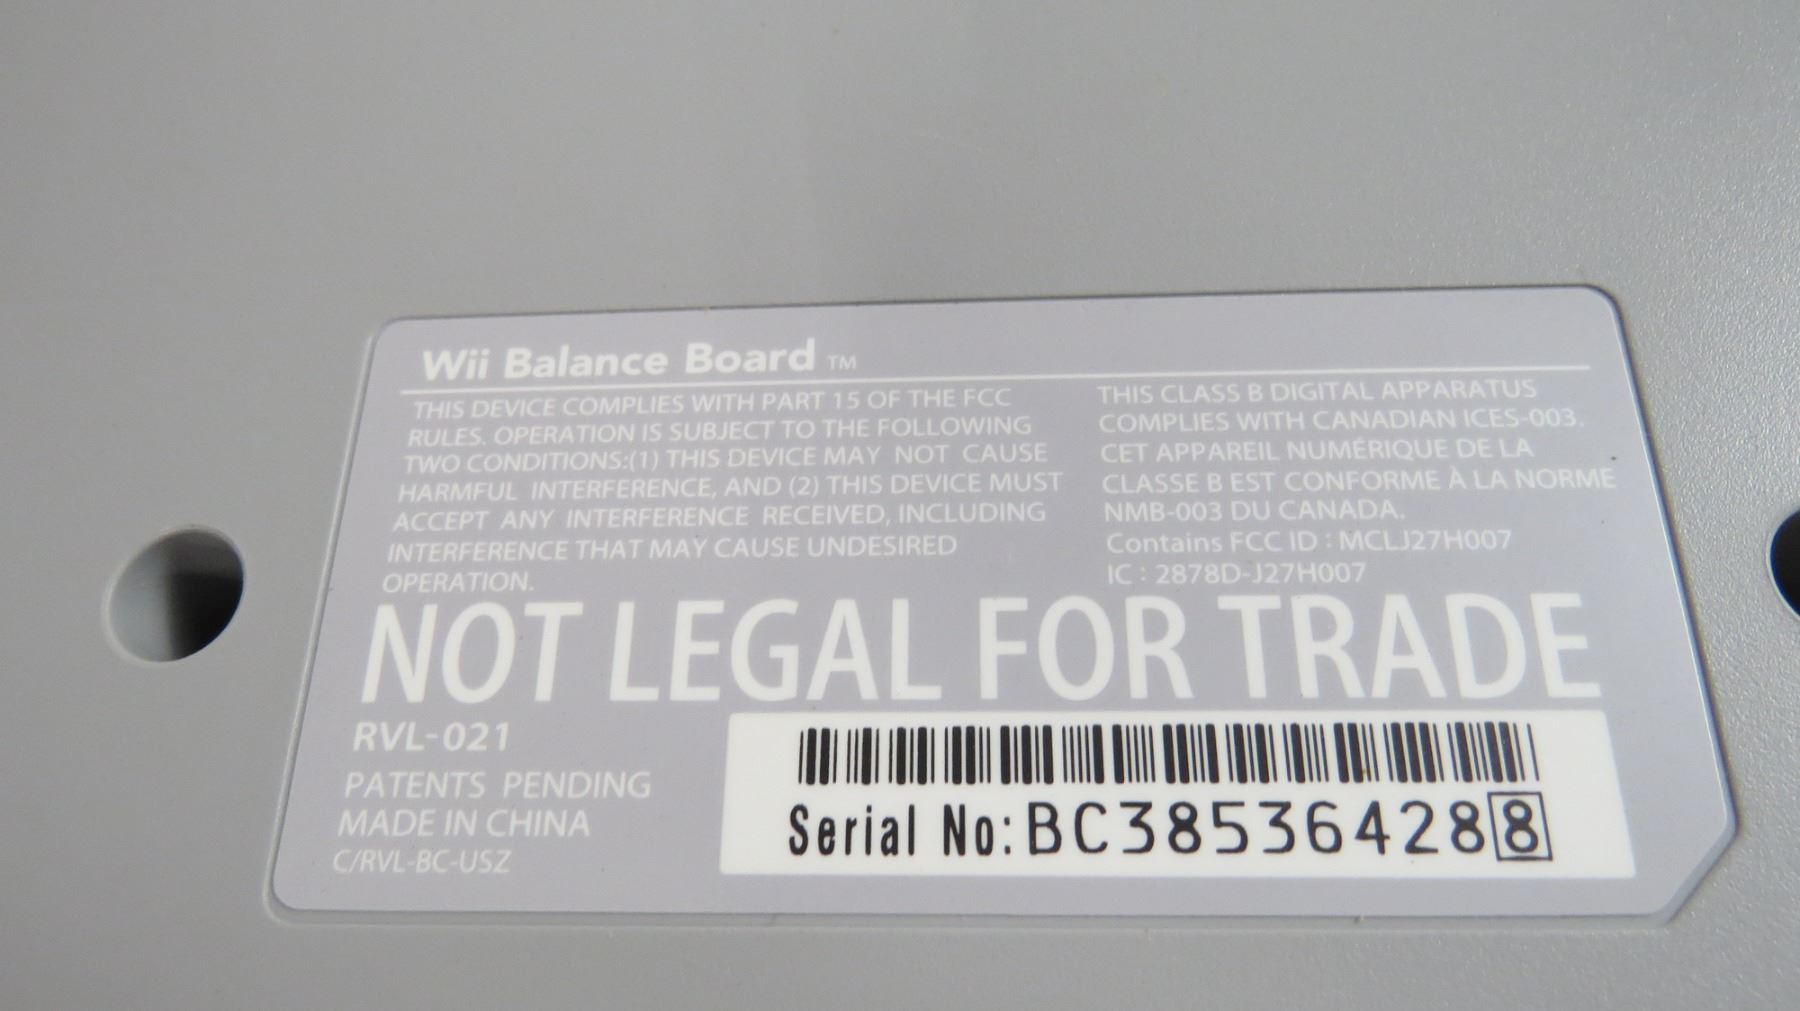 Wii Balance Board ™
THIS DEVICE COMPLIES WITH PART 15 OF THE FCC
RULES. OPERATION IS SUBJECT TO THE FOLLOWING
TWO CONDITIONS:(1) THIS DEVICE MAY NOT CAUSE
HARMFUL INTERFERENCE, AND (2) THIS DEVICE MUST
ACCEPT ANY INTERFERENCE RECEIVED, INCLUDING
INTERFERENCE THAT MAY CAUSE UNDESIRED
OPERATION.
THIS CLASS B DIGITAL APPARATUS
COMPLIES WITH CANADIAN ICES-003.
CET APPAREIL NUMÉRIQUE DE LA
CLASSE B EST CONFORME À LA NORME
NMB-003 DU CANADA.
Contains FCC ID : MCLJ27H007
IC : 2878D-J27H007
NOT LEGAL FOR TRADE
RVL-021
PATENTS PENDING
MADE IN CHINA
C/RVL-BC-USZ
Serial No: BC385364288